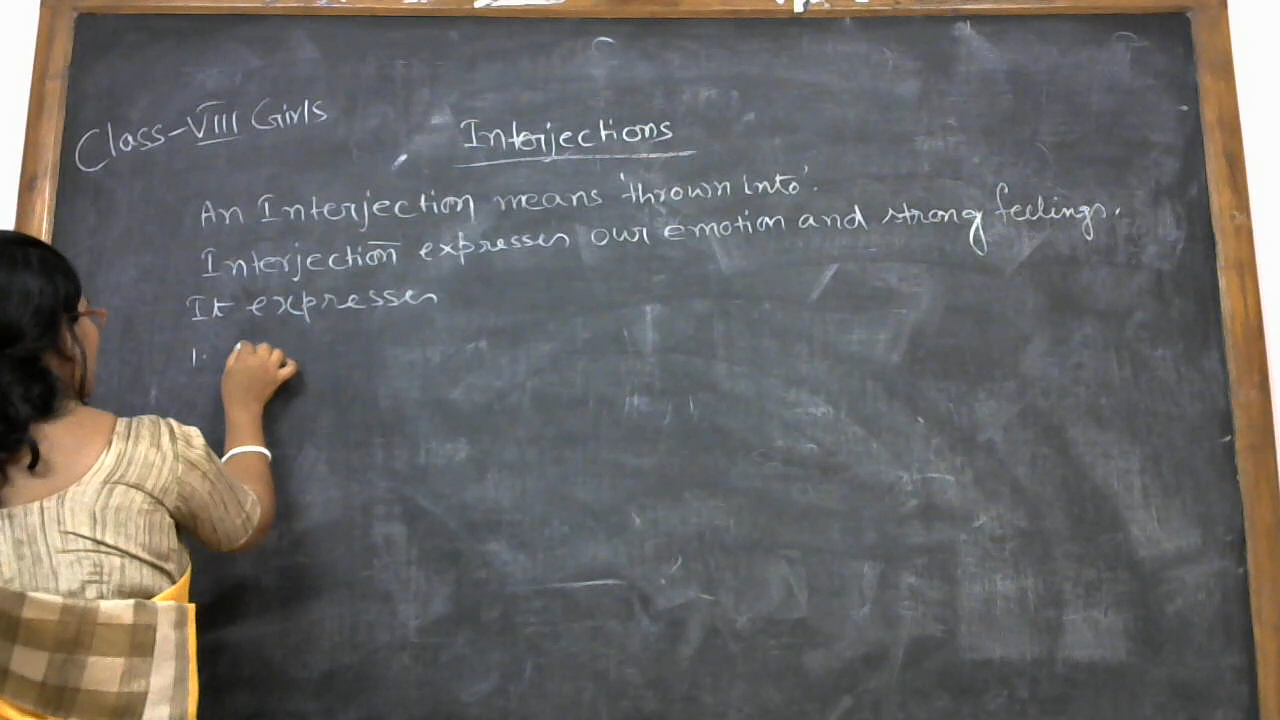 Class-VIII Girls
Interjections
An Interjection means 'thrown into'.
Interjection expresses our emotion and strong feelings.
It expresses
1.